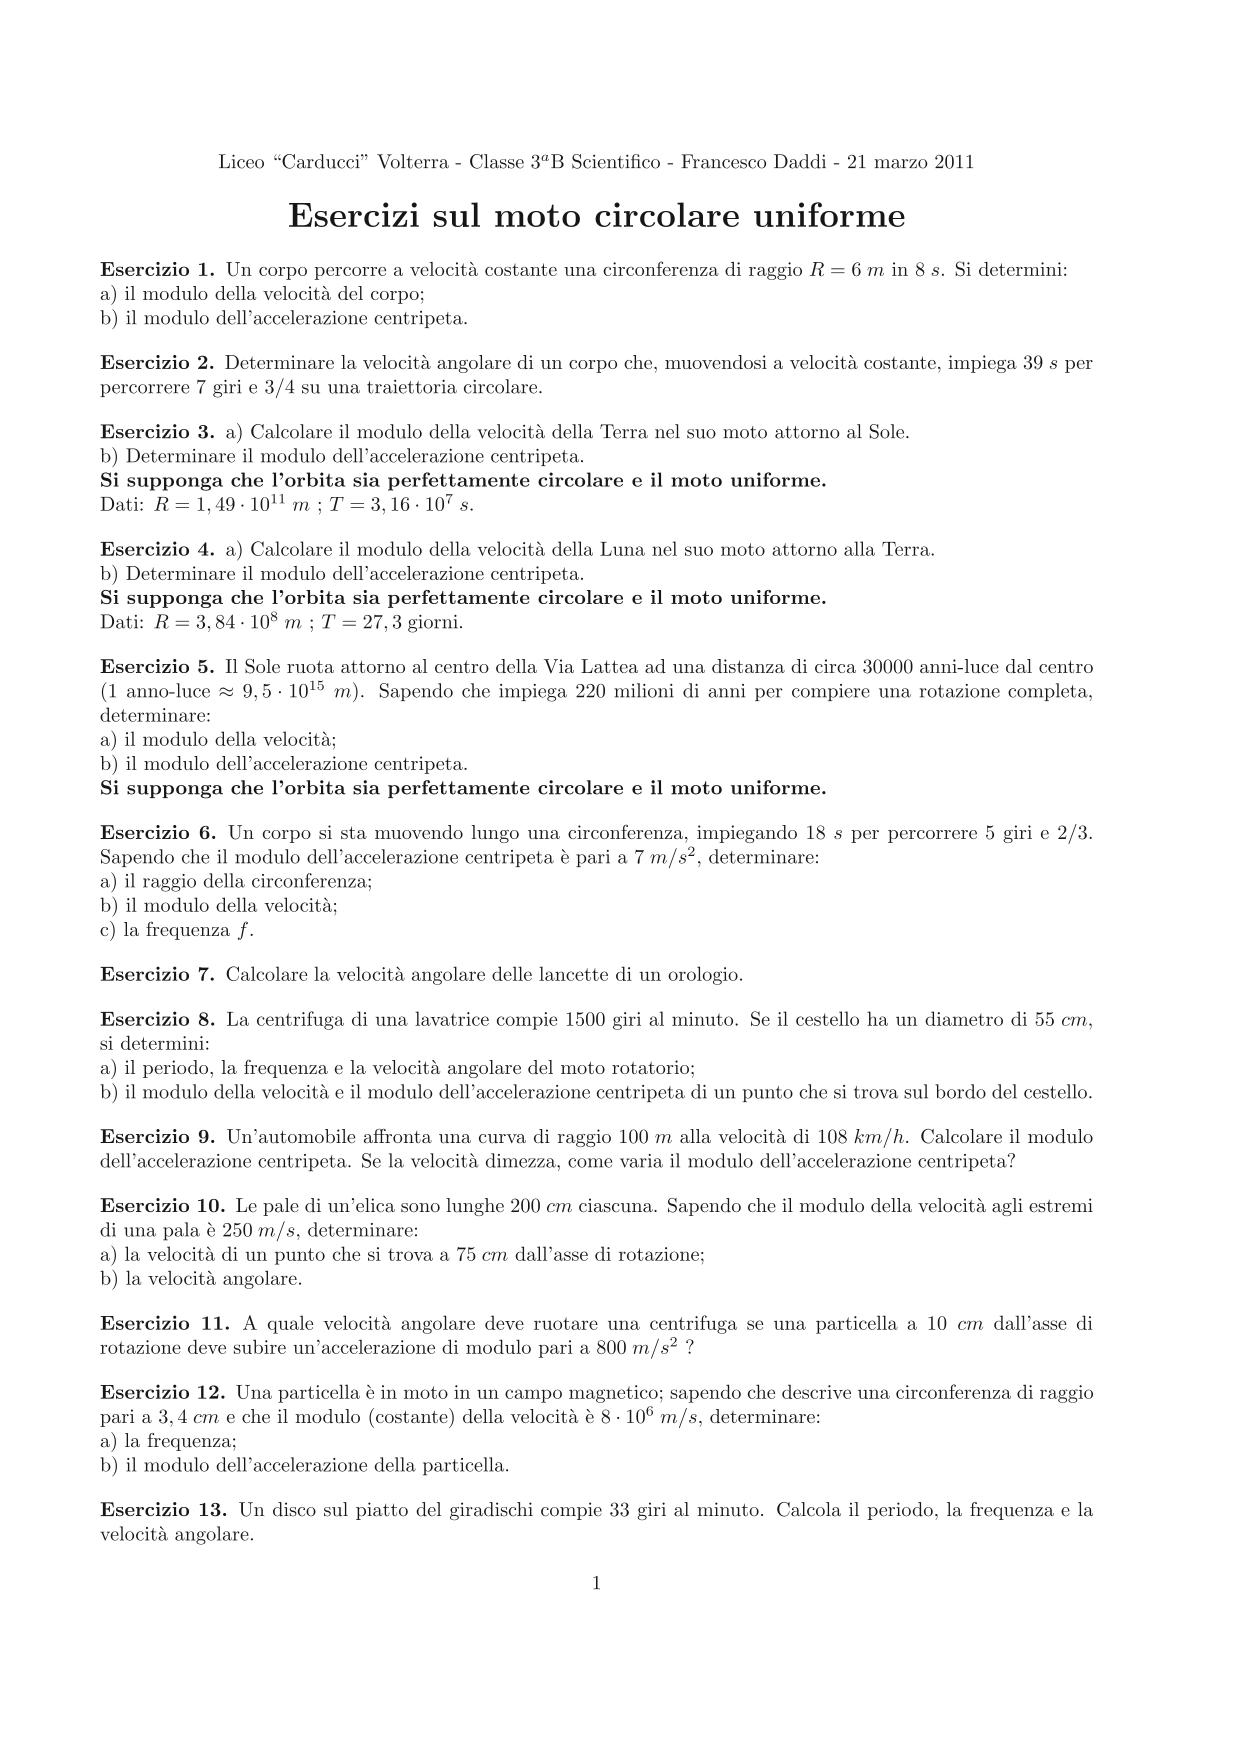 Liceo “Carducci” Volterra - Classe 3ᵃB Scientifico - Francesco Daddi - 21 marzo 2011
Esercizi sul moto circolare uniforme
Esercizio 1. Un corpo percorre a velocità costante una circonferenza di raggio R = 6 m in 8 s. Si determini:
a) il modulo della velocità del corpo;
b) il modulo dell’accelerazione centripeta.
Esercizio 2. Determinare la velocità angolare di un corpo che, muovendosi a velocità costante, impiega 39 s per
percorrere 7 giri e 3/4 su una traiettoria circolare.
Esercizio 3. a) Calcolare il modulo della velocità della Terra nel suo moto attorno al Sole.
b) Determinare il modulo dell’accelerazione centripeta.
Si supponga che l’orbita sia perfettamente circolare e il moto uniforme.
Dati: R = 1, 49 · 10¹¹ m ; T = 3, 16 · 10⁷ s.
Esercizio 4. a) Calcolare il modulo della velocità della Luna nel suo moto attorno alla Terra.
b) Determinare il modulo dell’accelerazione centripeta.
Si supponga che l’orbita sia perfettamente circolare e il moto uniforme.
Dati: R = 3, 84 · 10⁸ m ; T = 27, 3 giorni.
Esercizio 5. Il Sole ruota attorno al centro della Via Lattea ad una distanza di circa 30000 anni-luce dal centro
(1 anno-luce ≈ 9, 5 · 10¹⁵ m). Sapendo che impiega 220 milioni di anni per compiere una rotazione completa,
determinare:
a) il modulo della velocità;
b) il modulo dell’accelerazione centripeta.
Si supponga che l’orbita sia perfettamente circolare e il moto uniforme.
Esercizio 6. Un corpo si sta muovendo lungo una circonferenza, impiegando 18 s per percorrere 5 giri e 2/3.
Sapendo che il modulo dell’accelerazione centripeta è pari a 7 m/s², determinare:
a) il raggio della circonferenza;
b) il modulo della velocità;
c) la frequenza f.
Esercizio 7. Calcolare la velocità angolare delle lancette di un orologio.
Esercizio 8. La centrifuga di una lavatrice compie 1500 giri al minuto. Se il cestello ha un diametro di 55 cm,
si determini:
a) il periodo, la frequenza e la velocità angolare del moto rotatorio;
b) il modulo della velocità e il modulo dell’accelerazione centripeta di un punto che si trova sul bordo del cestello.
Esercizio 9. Un’automobile affronta una curva di raggio 100 m alla velocità di 108 km/h. Calcolare il modulo
dell’accelerazione centripeta. Se la velocità dimezza, come varia il modulo dell’accelerazione centripeta?
Esercizio 10. Le pale di un’elica sono lunghe 200 cm ciascuna. Sapendo che il modulo della velocità agli estremi
di una pala è 250 m/s, determinare:
a) la velocità di un punto che si trova a 75 cm dall’asse di rotazione;
b) la velocità angolare.
Esercizio 11. A quale velocità angolare deve ruotare una centrifuga se una particella a 10 cm dall’asse di
rotazione deve subire un’accelerazione di modulo pari a 800 m/s² ?
Esercizio 12. Una particella è in moto in un campo magnetico; sapendo che descrive una circonferenza di raggio
pari a 3, 4 cm e che il modulo (costante) della velocità è 8 · 10⁶ m/s, determinare:
a) la frequenza;
b) il modulo dell’accelerazione della particella.
Esercizio 13. Un disco sul piatto del giradischi compie 33 giri al minuto. Calcola il periodo, la frequenza e la
velocità angolare.
1